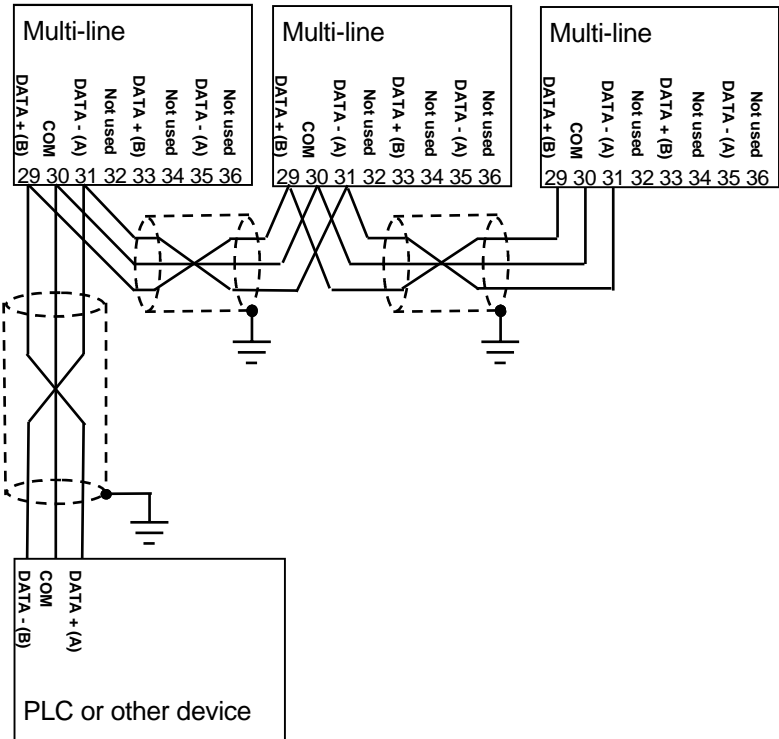 Multi-line
DATA + (B)
COM
DATA - (A)
Not used
DATA + (B)
Not used
DATA - (A)
Not used
29 30 31 32 33 34 35 36
Multi-line
DATA + (B)
COM
DATA - (A)
Not used
DATA + (B)
Not used
DATA - (A)
Not used
29 30 31 32 33 34 35 36
Multi-line
DATA + (B)
COM
DATA - (A)
Not used
DATA + (B)
Not used
DATA - (A)
Not used
29 30 31 32 33 34 35 36
DATA - (B)
COM
DATA + (A)
PLC or other device